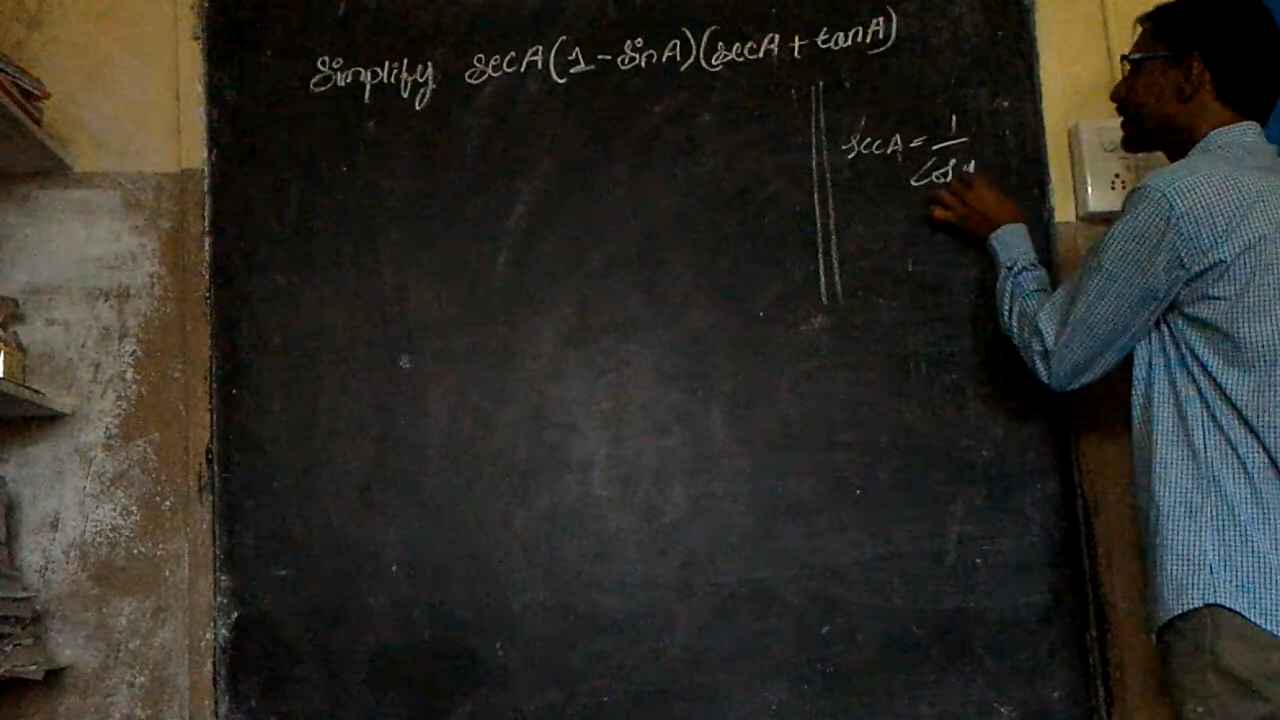 Simplify secA(1-SinA)(secA+tanA)
secA = 1/Cos